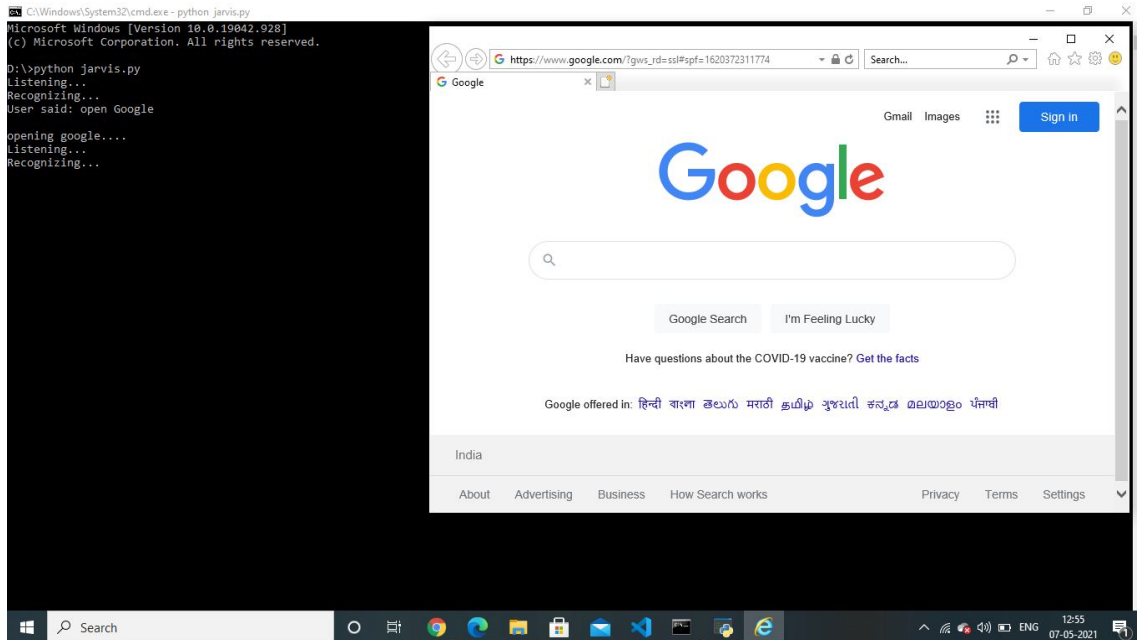 C:\Windows\System32\cmd.exe - python jarvis.py
Microsoft Windows [Version 10.0.19042.928]
(c) Microsoft Corporation. All rights reserved.
D:\>python jarvis.py
Listening...
Recognizing...
User said: open Google
opening google....
Listening...
Recognizing...
https://www.google.com/?gws_rd=ssl#spf=1620372311774
Search...
Google
Gmail Images Sign in
Google
Google Search I'm Feeling Lucky
Have questions about the COVID-19 vaccine? Get the facts
Google offered in: हिन्दी বাংলা తెలుగు मराठी தமிழ் ગુજરાતી ಕನ್ನಡ മലയാളം ਪੰਜਾਬੀ
India
About Advertising Business How Search works Privacy Terms Settings
Search
ENG
12:55
07-05-2021
1